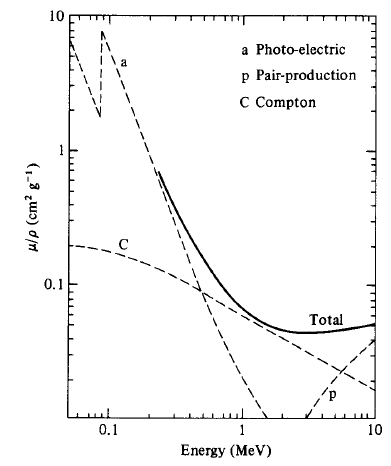 10
a Photo-electric
p Pair-production
C Compton
a
1
μ/ρ (cm² g⁻¹)
C
0.1
Total
p
0.1
1
10
Energy (MeV)